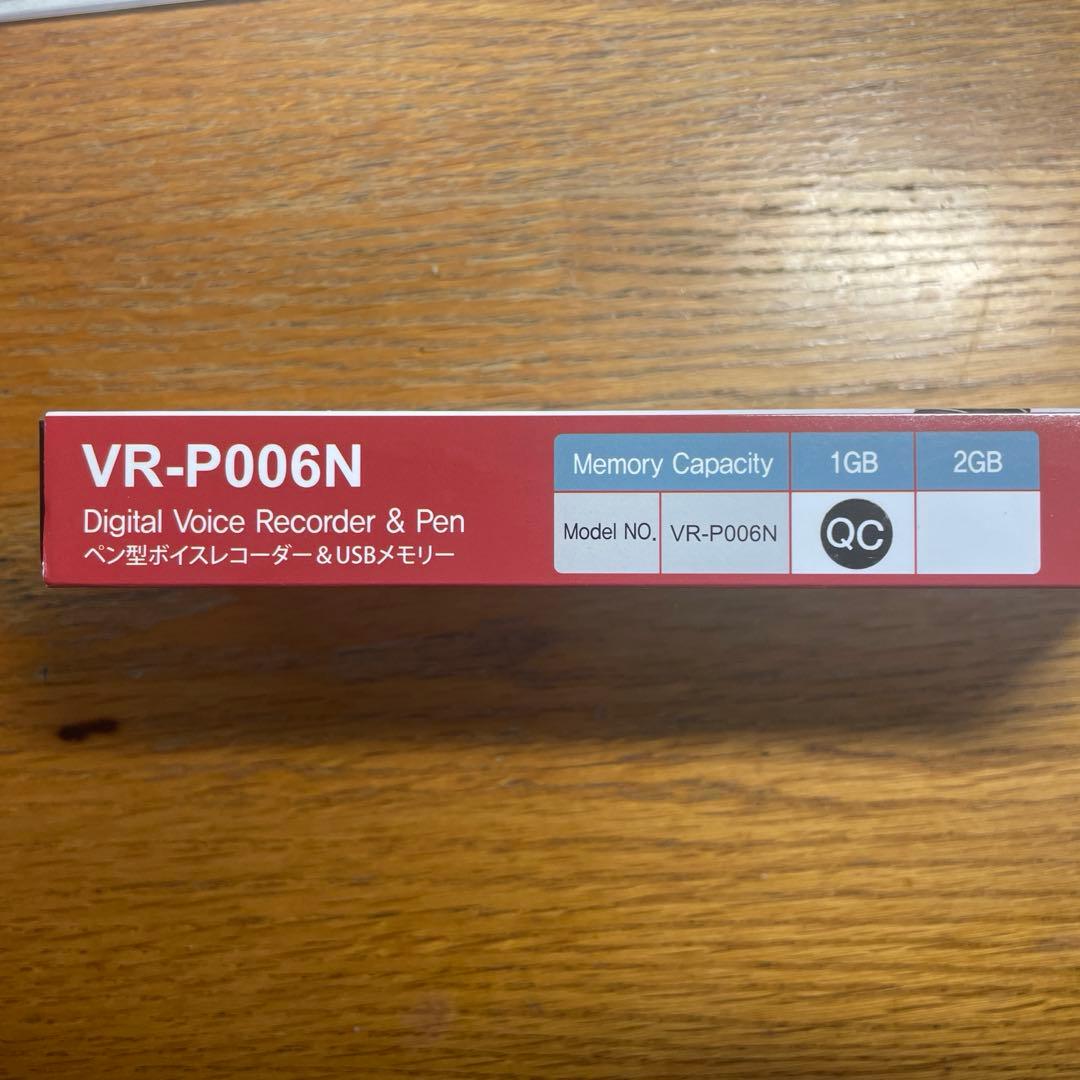 VR-P006N
Digital Voice Recorder & Pen
ペン型ボイスレコーダー＆USBメモリー
Memory Capacity 1GB 2GB
Model NO. VR-P006N QC